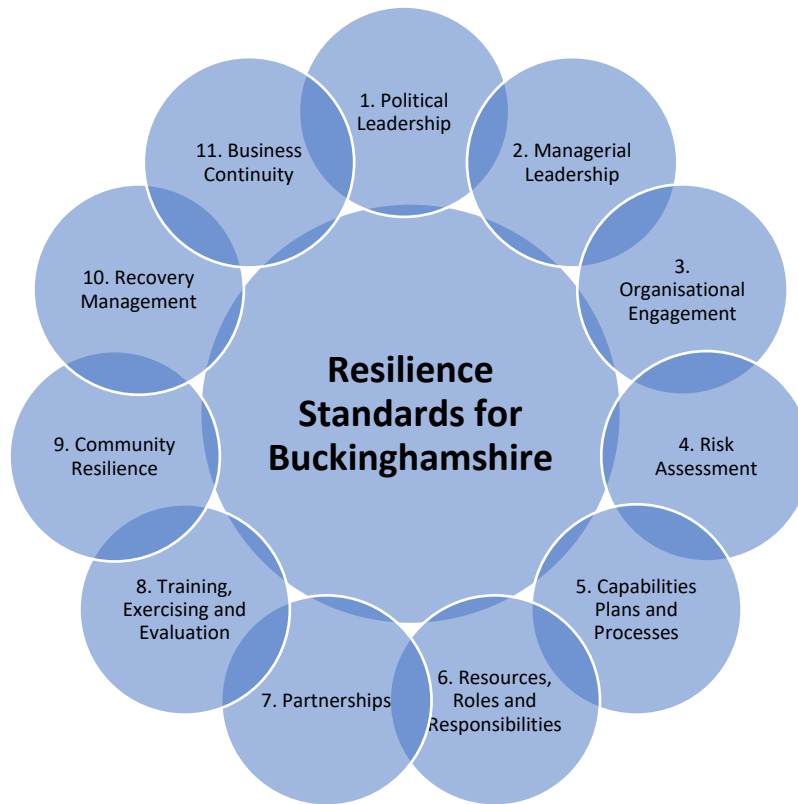 1. Political
Leadership
2. Managerial
Leadership
3.
Organisational
Engagement
4. Risk
Assessment
5. Capabilities
Plans and
Processes
6. Resources,
Roles and
Responsibilities
7. Partnerships
8. Training,
Exercising and
Evaluation
9. Community
Resilience
10. Recovery
Management
11. Business
Continuity
Resilience
Standards for
Buckinghamshire